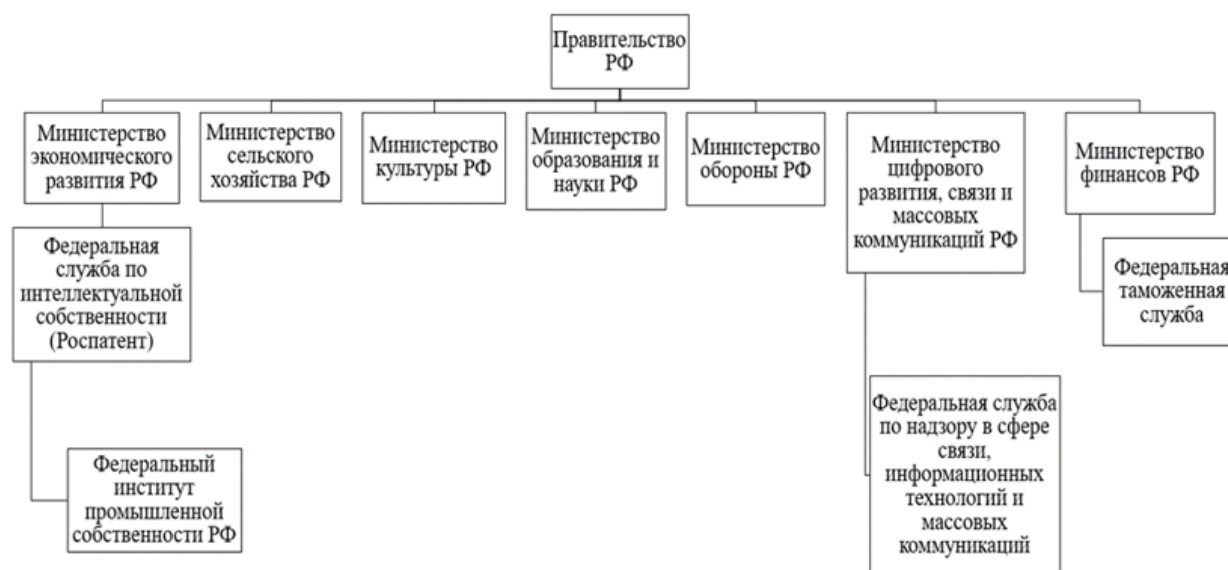 Правительство
РФ
Министерство
экономического
развития РФ
Министерство
сельского
хозяйства РФ
Министерство
культуры РФ
Министерство
образования и
науки РФ
Министерство
обороны РФ
Министерство
цифрового
развития, связи и
массовых
коммуникаций РФ
Министерство
финансов РФ
Федеральная
служба по
интеллектуальной
собственности
(Роспатент)
Федеральная
таможенная
служба
Федеральный
институт
промышленной
собственности РФ
Федеральная служба
по надзору в сфере
связи,
информационных
технологий и
массовых
коммуникаций